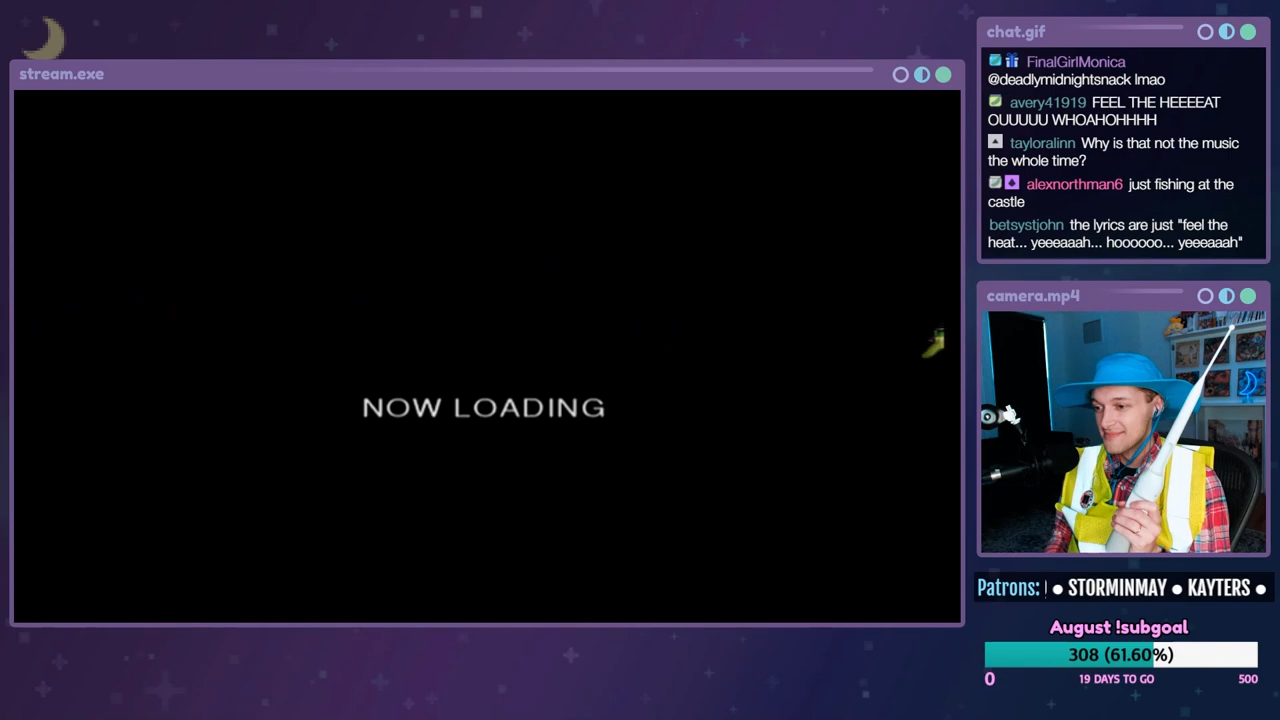 stream.exe
NOW LOADING
chat.gif
FinalGirlMonica
@deadlymidnightsnack lmao
avery41919 FEEL THE HEEEEAT
OUUUUU WHOAHOHHHH
tayloralinn Why is that not the music
the whole time?
alexnorthman6 just fishing at the
castle
betsystjohn the lyrics are just "feel the
heat... yeeeaaah... hoooooo... yeeeaaah"
camera.mp4
Patrons: ● STORMINMAY ● KAYTERS ●
August !subgoal
308 (61.60%)
0 19 DAYS TO GO 500